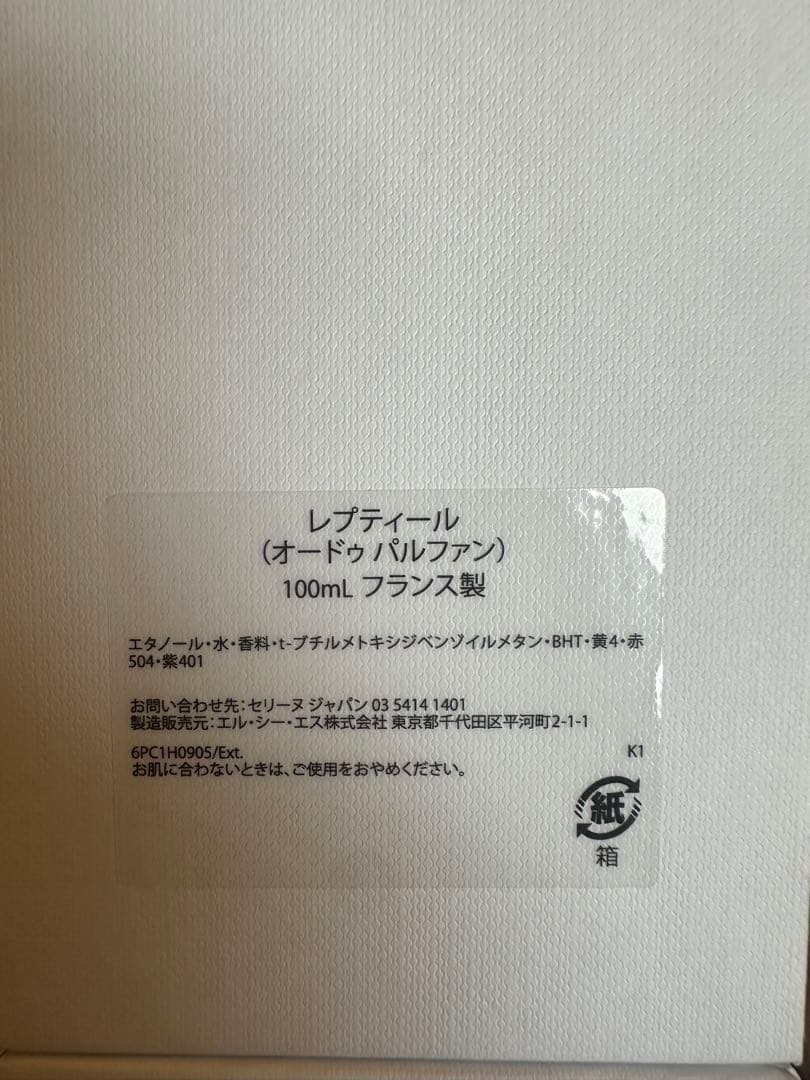 レプティール
（オードゥ パルファン）
100mL フランス製
エタノール・水・香料・t-ブチルメトキシジベンゾイルメタン・BHT・黄4・赤
504・紫401
お問い合わせ先：セリーヌ ジャパン 03 5414 1401
製造販売元：エル・シー・エス株式会社 東京都千代田区平河町2-1-1
6PC1H0905/Ext. K1
お肌に合わないときは、ご使用をおやめください。
紙
箱